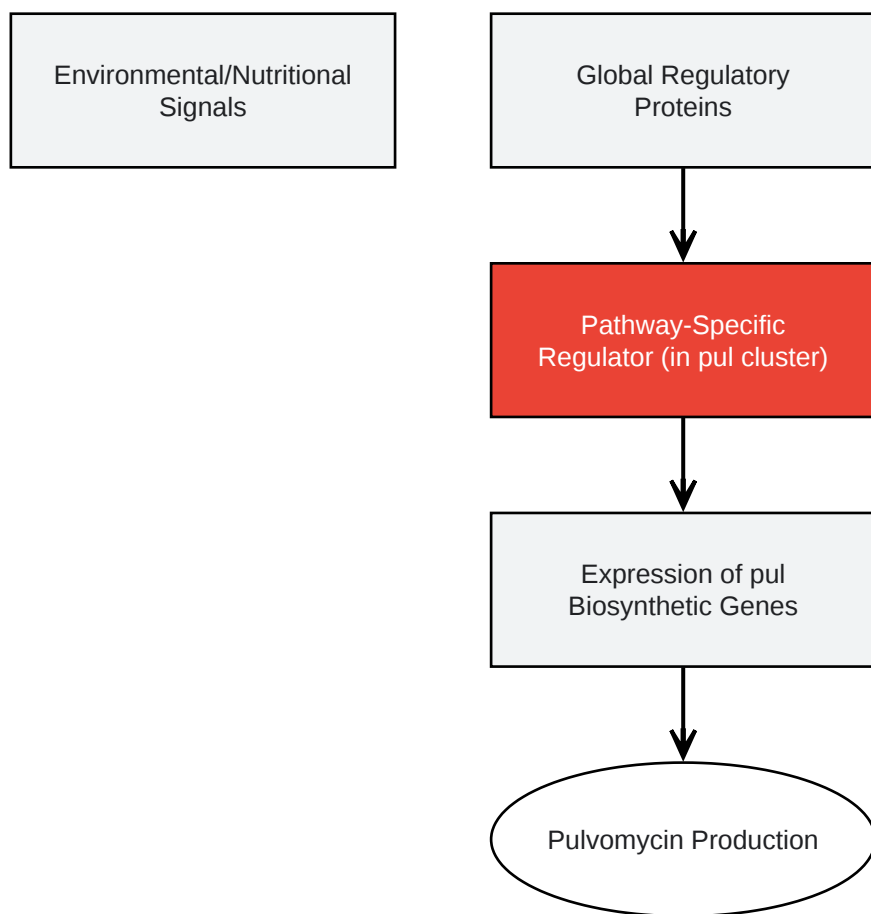 Environmental/Nutritional
Signals
Global Regulatory
Proteins
Pathway-Specific
Regulator (in pul cluster)
Expression of pul
Biosynthetic Genes
Pulvomycin Production